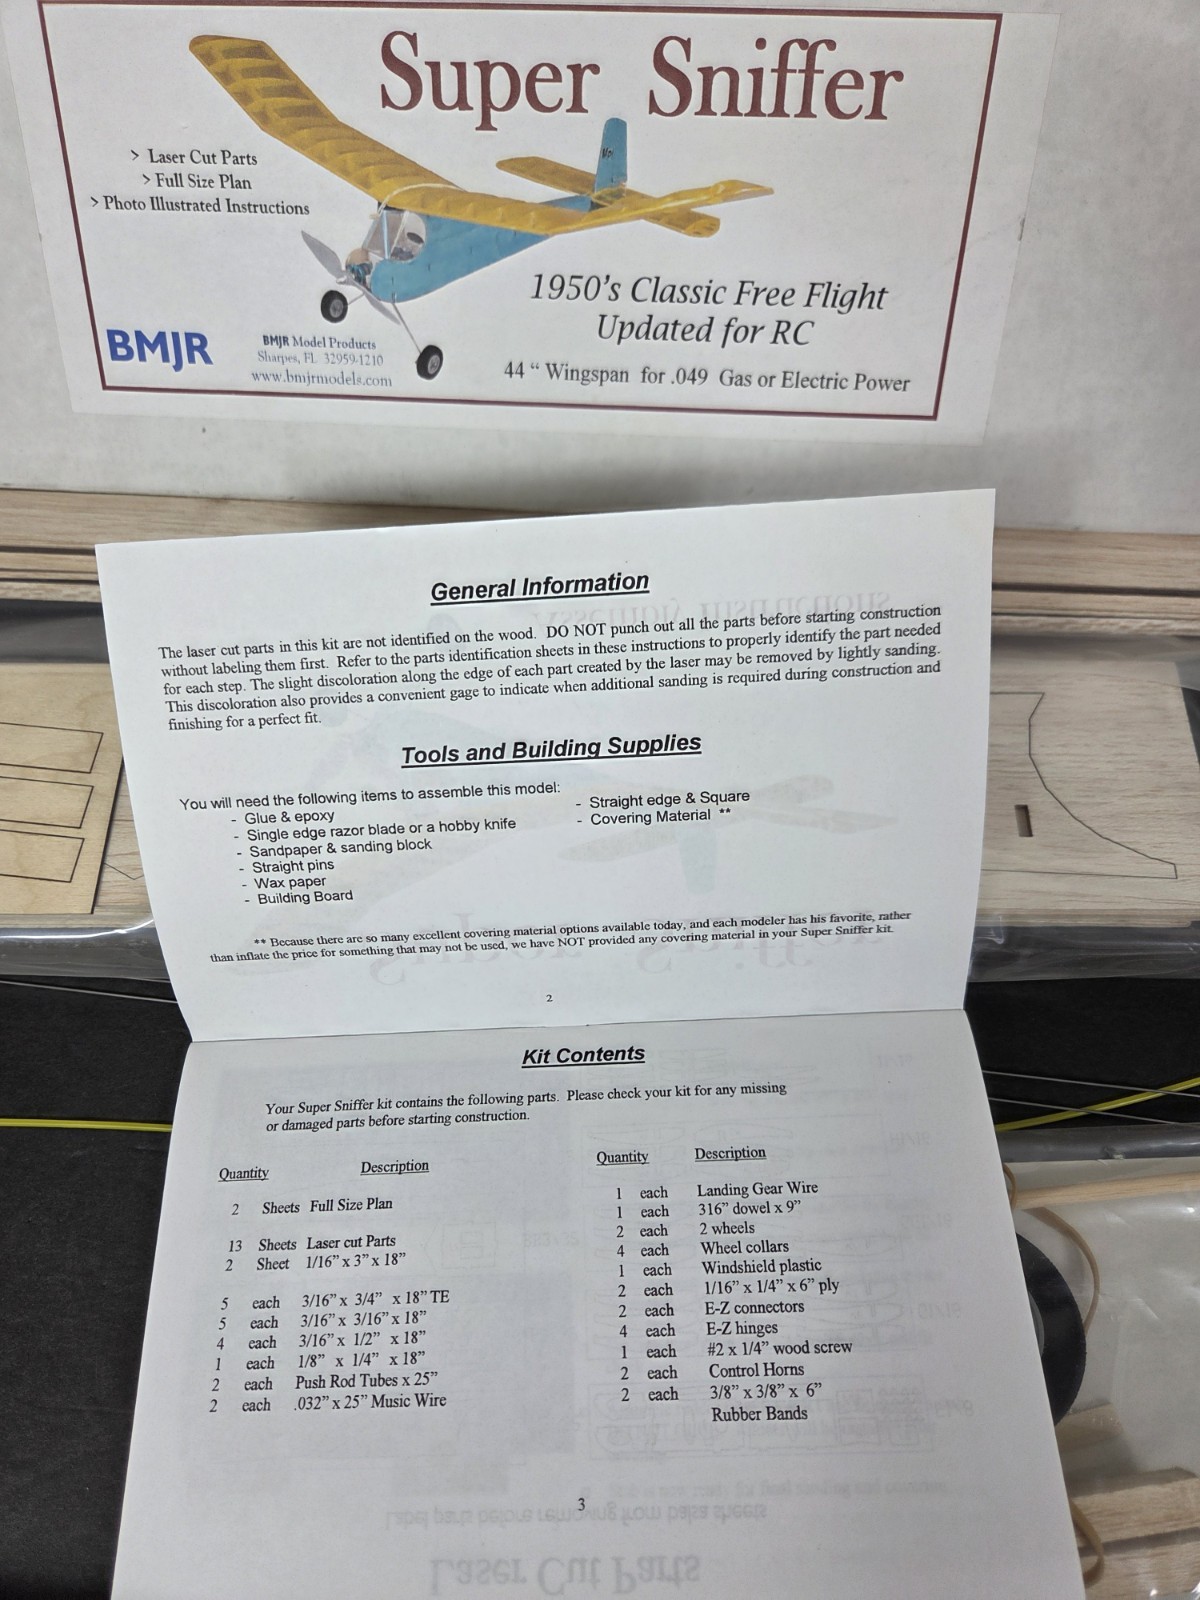 Super Sniffer
> Laser Cut Parts
> Full Size Plan
> Photo Illustrated Instructions
1950's Classic Free Flight
Updated for RC
BMJR
BMJR Model Products
Sharpes, FL 32959-1210
www.bmjrmodels.com
44 “ Wingspan for .049 Gas or Electric Power
General Information
The laser cut parts in this kit are not identified on the wood. DO NOT punch out all the parts before starting construction
without labeling them first. Refer to the parts identification sheets in these instructions to properly identify the part needed
for each step. The slight discoloration along the edge of each part created by the laser may be removed by lightly sanding.
This discoloration also provides a convenient gage to indicate when additional sanding is required during construction and
finishing for a perfect fit.
Tools and Building Supplies
You will need the following items to assemble this model:
- Glue & epoxy
- Single edge razor blade or a hobby knife
- Sandpaper & sanding block
- Straight pins
- Wax paper
- Building Board
- Straight edge & Square
- Covering Material **
** Because there are so many excellent covering material options available today, and each modeler has his favorite, rather
than inflate the price for something that may not be used, we have NOT provided any covering material in your Super Sniffer kit.
2
Kit Contents
Your Super Sniffer kit contains the following parts. Please check your kit for any missing
or damaged parts before starting construction.
Quantity Description
2 Sheets Full Size Plan
13 Sheets Laser cut Parts
2 Sheet 1/16” x 3” x 18”
5 each 3/16” x 3/4” x 18” TE
5 each 3/16” x 3/16” x 18”
4 each 3/16” x 1/2” x 18”
1 each 1/8” x 1/4” x 18”
2 each Push Rod Tubes x 25”
2 each .032” x 25” Music Wire
Quantity Description
1 each Landing Gear Wire
1 each 316” dowel x 9”
2 each 2 wheels
4 each Wheel collars
1 each Windshield plastic
2 each 1/16” x 1/4” x 6” ply
2 each E-Z connectors
4 each E-Z hinges
1 each #2 x 1/4” wood screw
2 each Control Horns
2 each 3/8” x 3/8” x 6”
Rubber Bands
3